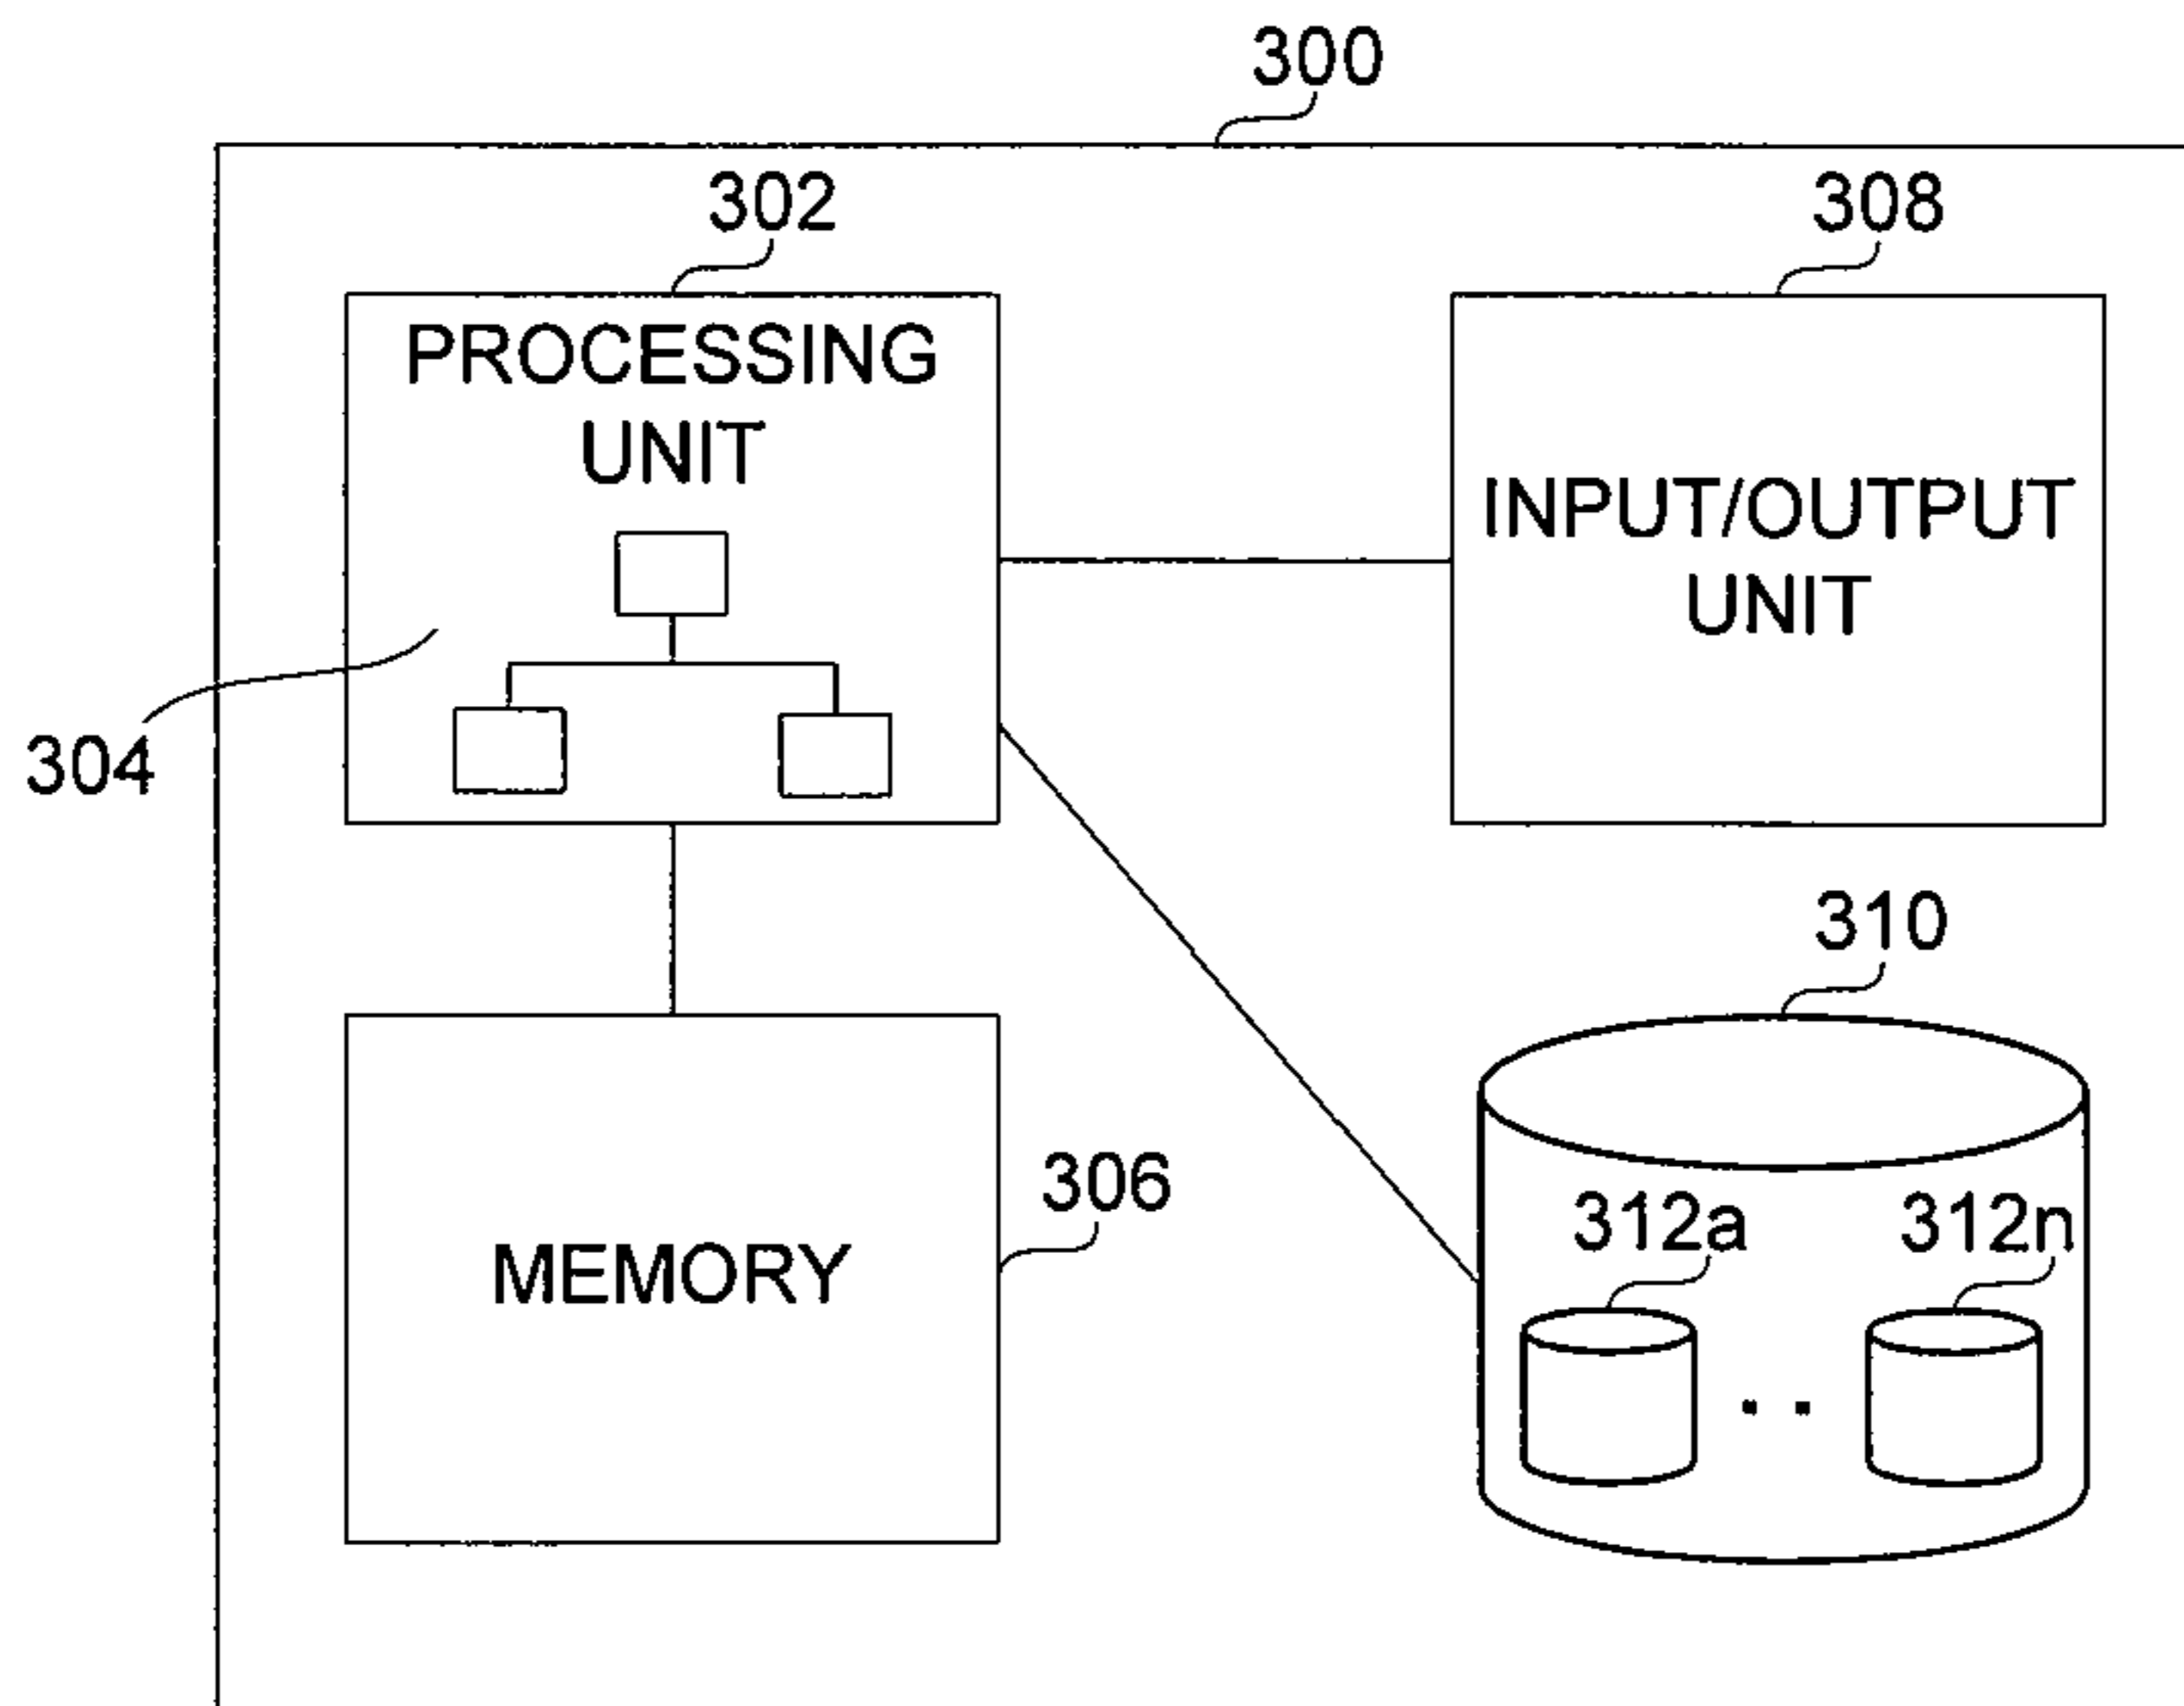 300
302
308
PROCESSING
UNIT
INPUT/OUTPUT
UNIT
304
310
306
MEMORY
312a
312n